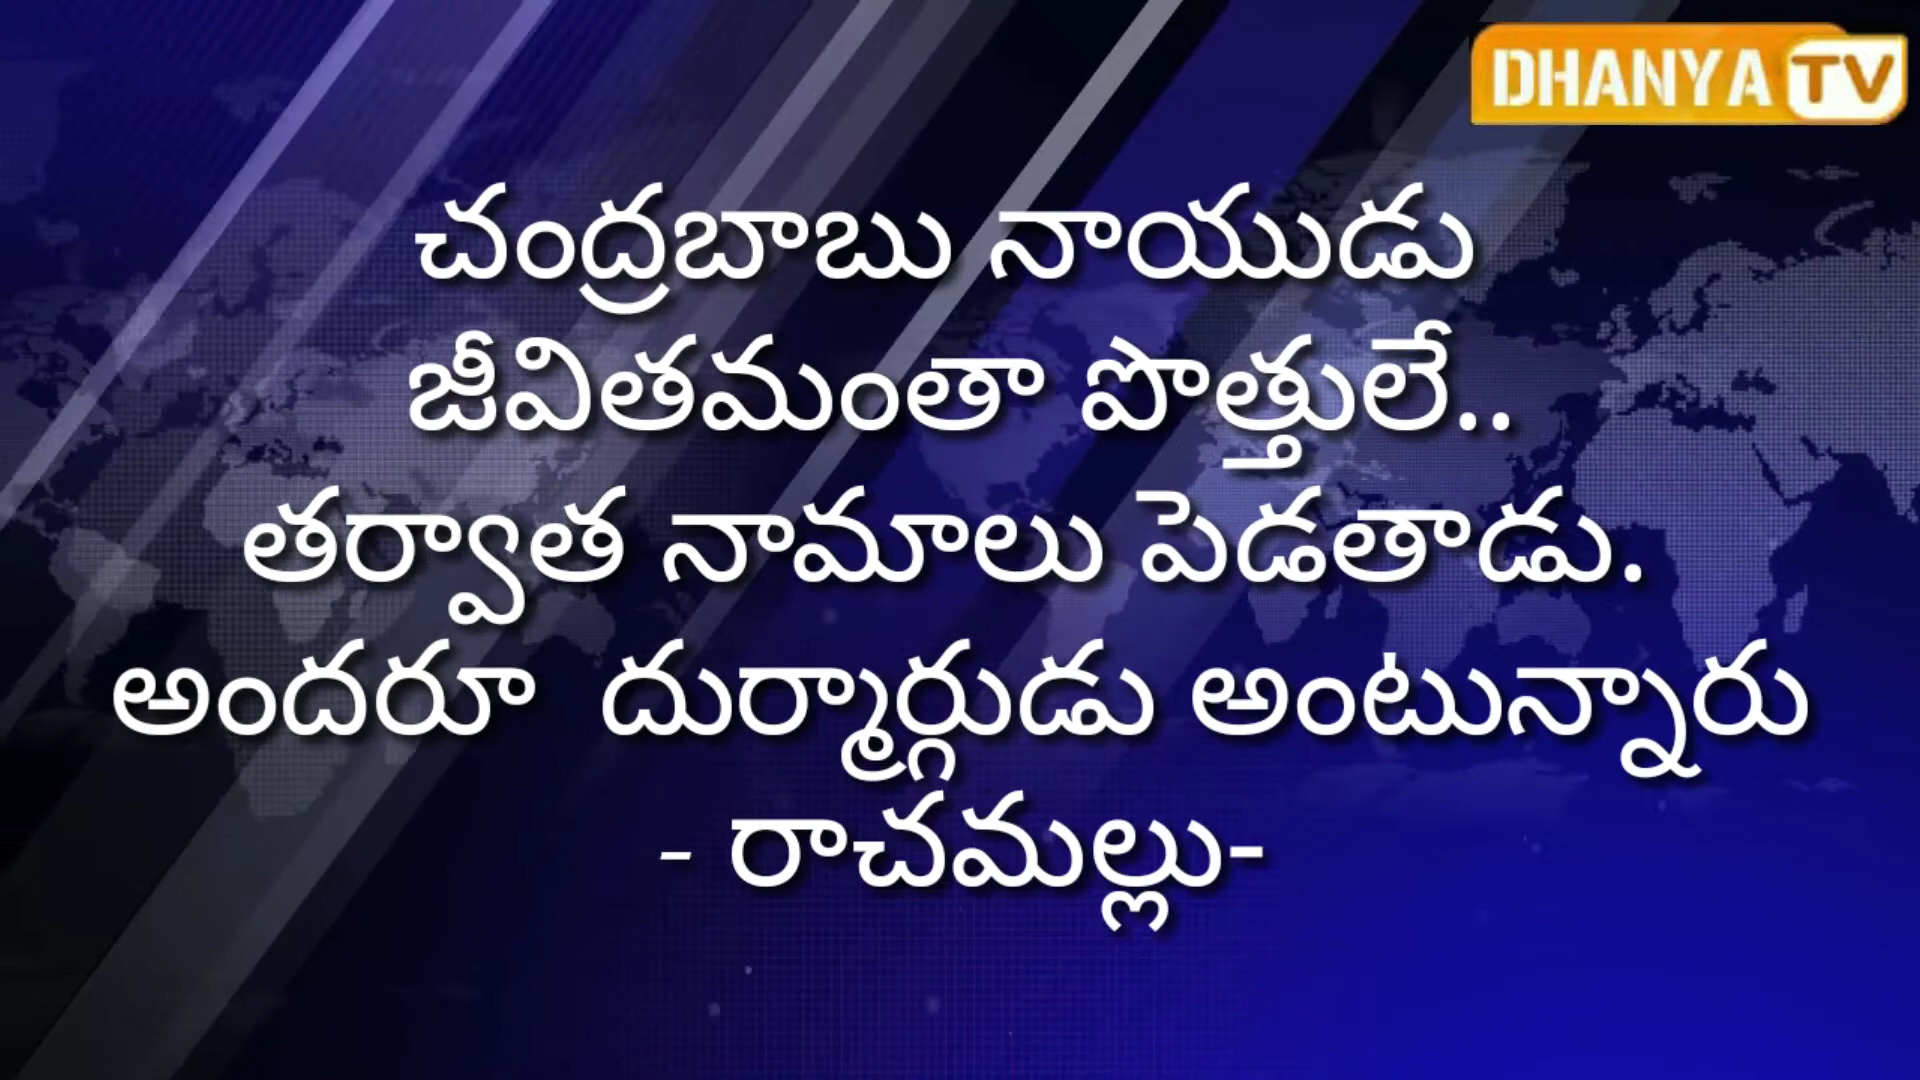 DHANYA TV
చంద్రబాబు నాయుడు
జీవితమంతా పొత్తులే..
తర్వాత నామాలు పెడతాడు.
అందరూ  దుర్మార్గుడు అంటున్నారు
- రాచమల్లు-